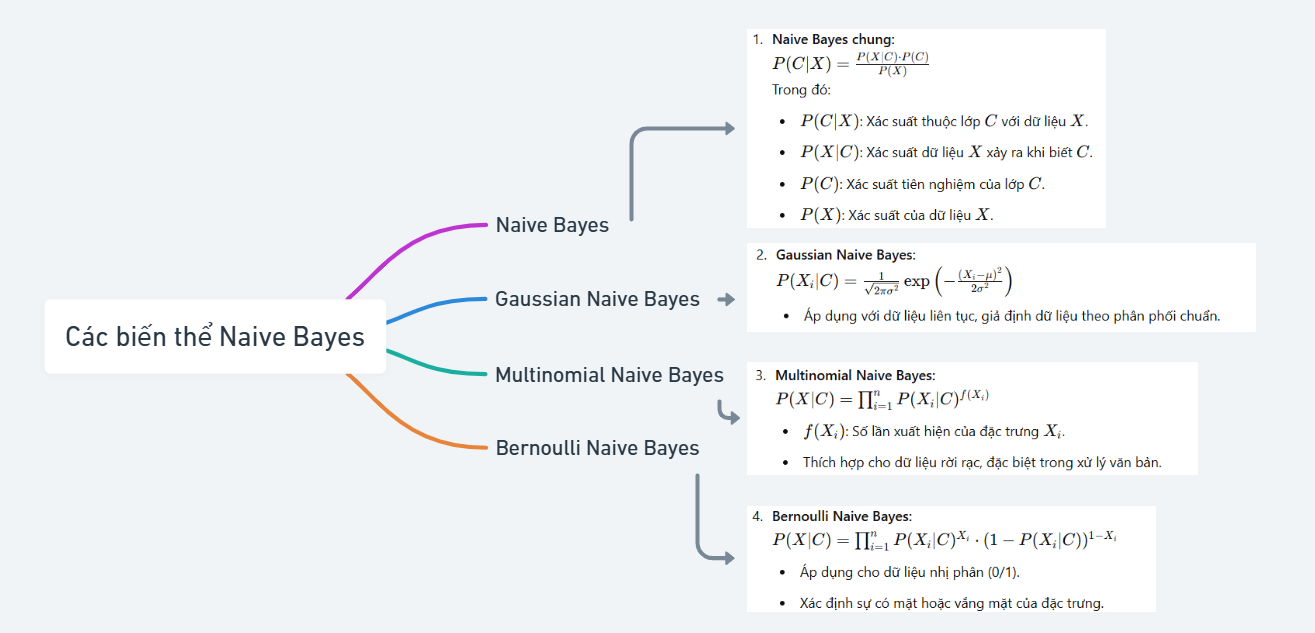 Các biến thể Naive Bayes
Naive Bayes
Gaussian Naive Bayes
Multinomial Naive Bayes
Bernoulli Naive Bayes
1. Naive Bayes chung:
P(C|X) = P(X|C)·P(C) / P(X)
Trong đó:
• P(C|X): Xác suất thuộc lớp C với dữ liệu X.
• P(X|C): Xác suất dữ liệu X xảy ra khi biết C.
• P(C): Xác suất tiên nghiệm của lớp C.
• P(X): Xác suất của dữ liệu X.
2. Gaussian Naive Bayes:
P(X_i|C) = 1/√(2πσ²) exp(−(X_i−μ)²/2σ²)
• Áp dụng với dữ liệu liên tục, giả định dữ liệu theo phân phối chuẩn.
3. Multinomial Naive Bayes:
P(X|C) = ∏_{i=1}^{n} P(X_i|C)^{f(X_i)}
• f(X_i): Số lần xuất hiện của đặc trưng X_i.
• Thích hợp cho dữ liệu rời rạc, đặc biệt trong xử lý văn bản.
4. Bernoulli Naive Bayes:
P(X|C) = ∏_{i=1}^{n} P(X_i|C)^{X_i} · (1 − P(X_i|C))^{1−X_i}
• Áp dụng cho dữ liệu nhị phân (0/1).
• Xác định sự có mặt hoặc vắng mặt của đặc trưng.